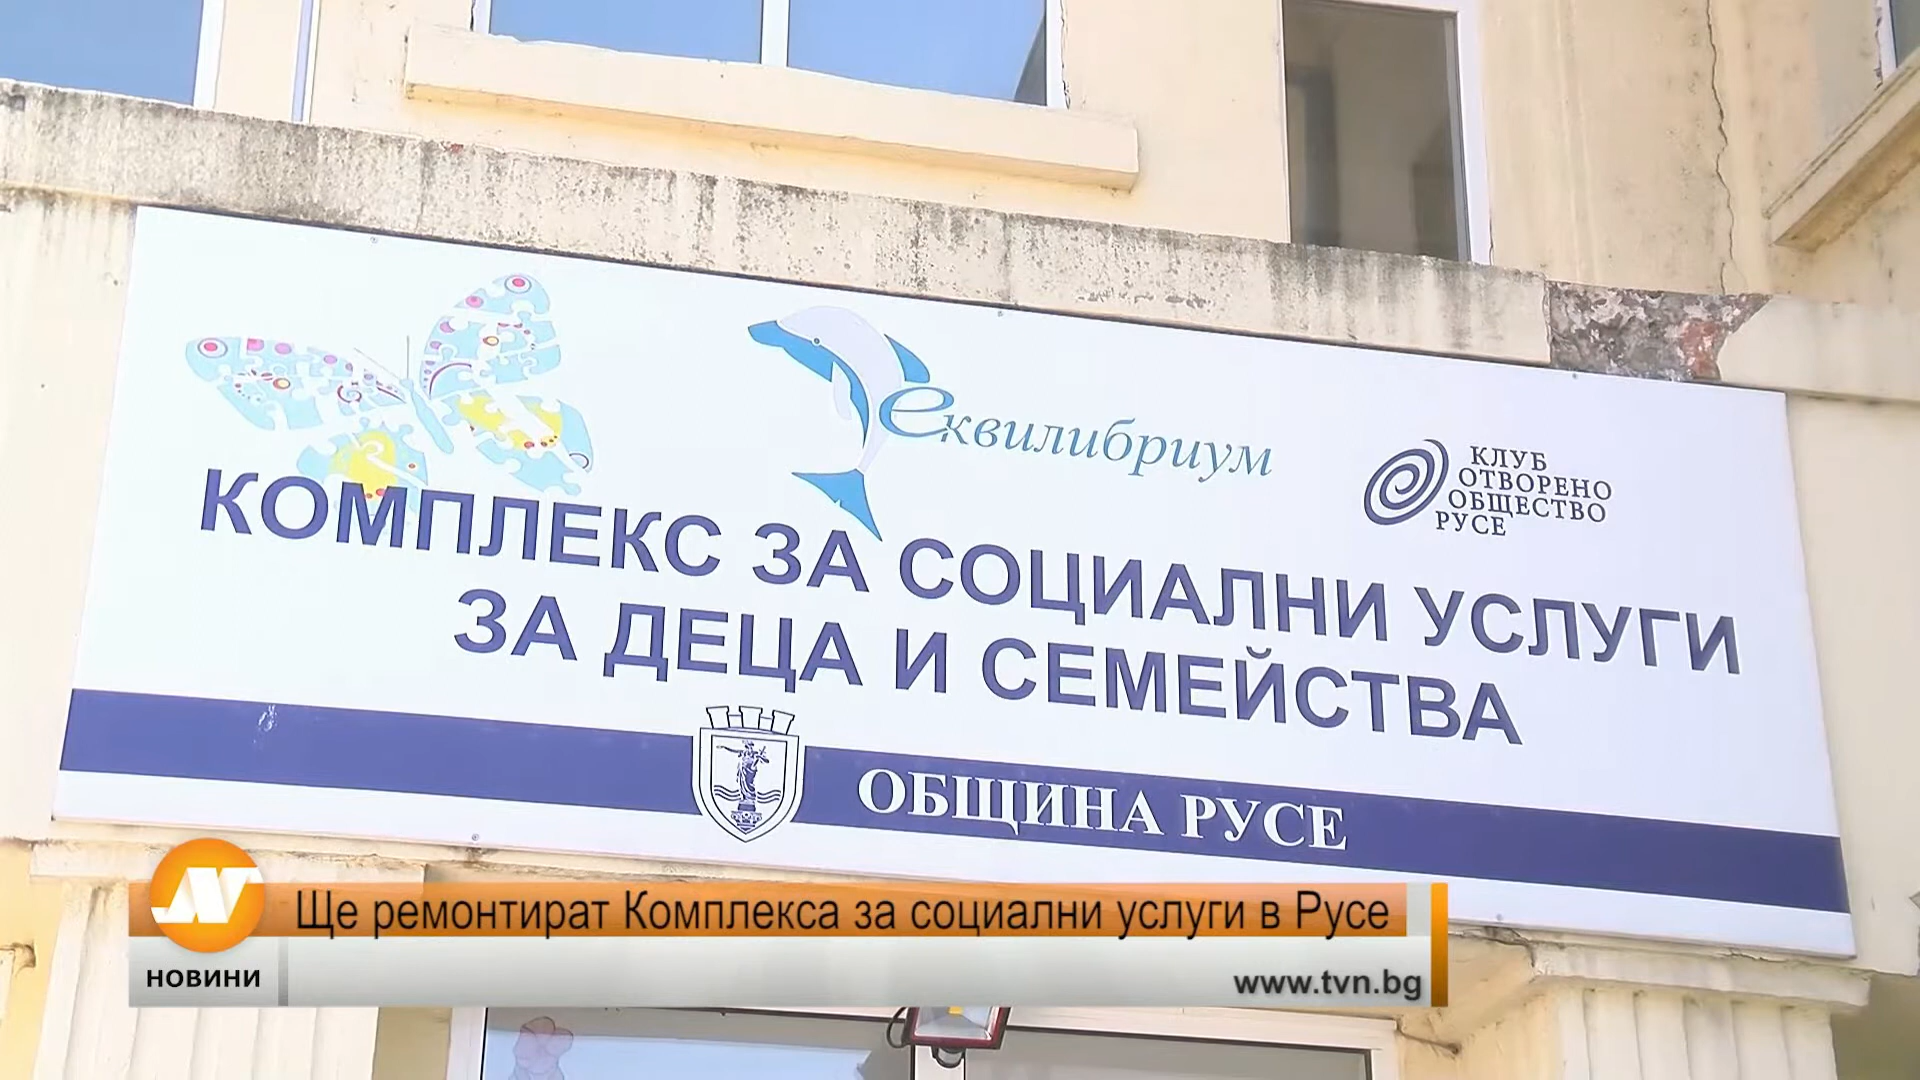 еквилибриум
КЛУБ
ОТВОРЕНО
ОБЩЕСТВО
РУСЕ
КОМПЛЕКС ЗА СОЦИАЛНИ УСЛУГИ
ЗА ДЕЦА И СЕМЕЙСТВА
ОБЩИНА РУСЕ
Ще ремонтират Комплекса за социални услуги в Русе
НОВИНИ
www.tvn.bg